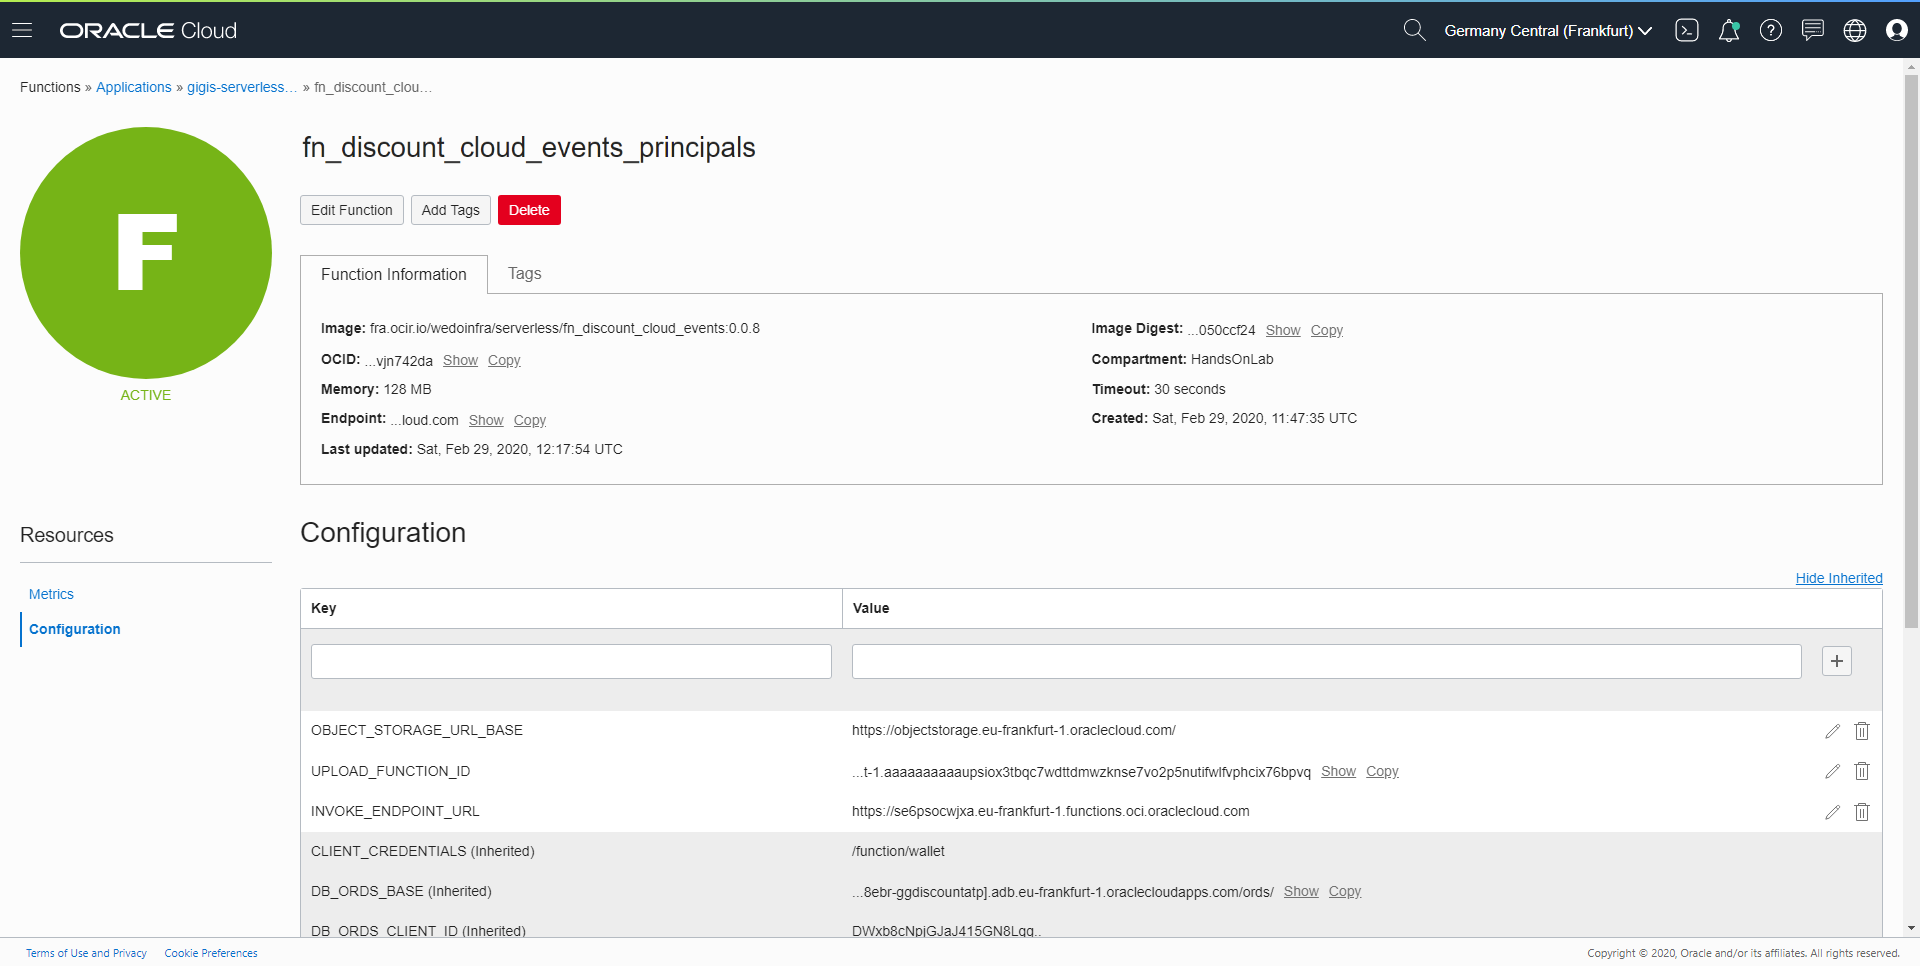 ORACLE Cloud
Germany Central (Frankfurt)
Functions » Applications » gigis-serverless... » fn_discount_clou...
F
ACTIVE
fn_discount_cloud_events_principals
Edit Function
Add Tags
Delete
Function Information
Tags
Image: fra.ocir.io/wedoinfra/serverless/fn_discount_cloud_events:0.0.8
OCID: ...vjn742da Show Copy
Memory: 128 MB
Endpoint: ...loud.com Show Copy
Last updated: Sat, Feb 29, 2020, 12:17:54 UTC
Image Digest: ...050ccf24 Show Copy
Compartment: HandsOnLab
Timeout: 30 seconds
Created: Sat, Feb 29, 2020, 11:47:35 UTC
Resources
Metrics
Configuration
Configuration
Hide Inherited
Key Value
+
OBJECT_STORAGE_URL_BASE https://objectstorage.eu-frankfurt-1.oraclecloud.com/
UPLOAD_FUNCTION_ID ...t-1.aaaaaaaaaaupsiox3tbqc7wdttdmwzknse7vo2p5nutifwlfvphcix76bpvq Show Copy
INVOKE_ENDPOINT_URL https://se6psocwjxa.eu-frankfurt-1.functions.oci.oraclecloud.com
CLIENT_CREDENTIALS (Inherited) /function/wallet
DB_ORDS_BASE (Inherited) ...8ebr-ggdiscountatp].adb.eu-frankfurt-1.oraclecloudapps.com/ords/ Show Copy
DB_ORDS_CLIENT_ID (Inherited) DWxb8cNpjGJaJ415GN8Lqg..
Terms of Use and Privacy Cookie Preferences
Copyright © 2020, Oracle and/or its affiliates. All rights reserved.